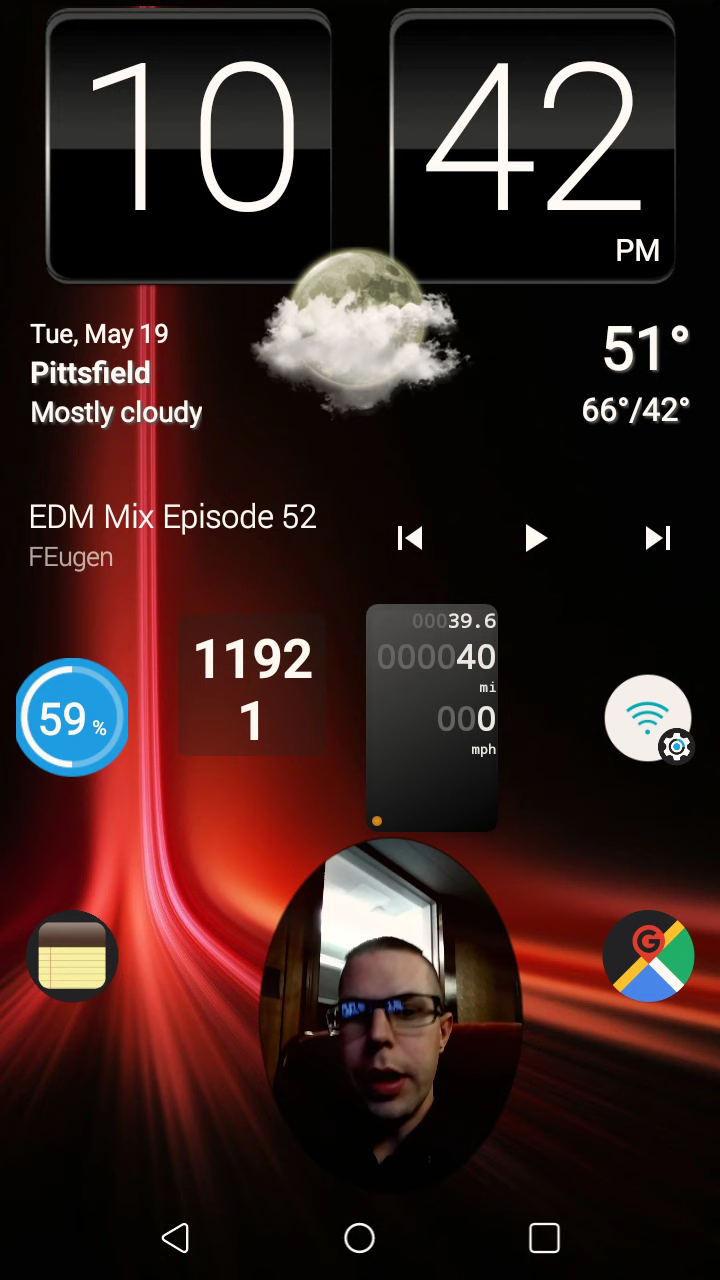 10 42
PM
Tue, May 19
Pittsfield
Mostly cloudy
51°
66°/42°
EDM Mix Episode 52
FEugen
59 %
1192
1
00039.6
000040
mi
000
mph
G